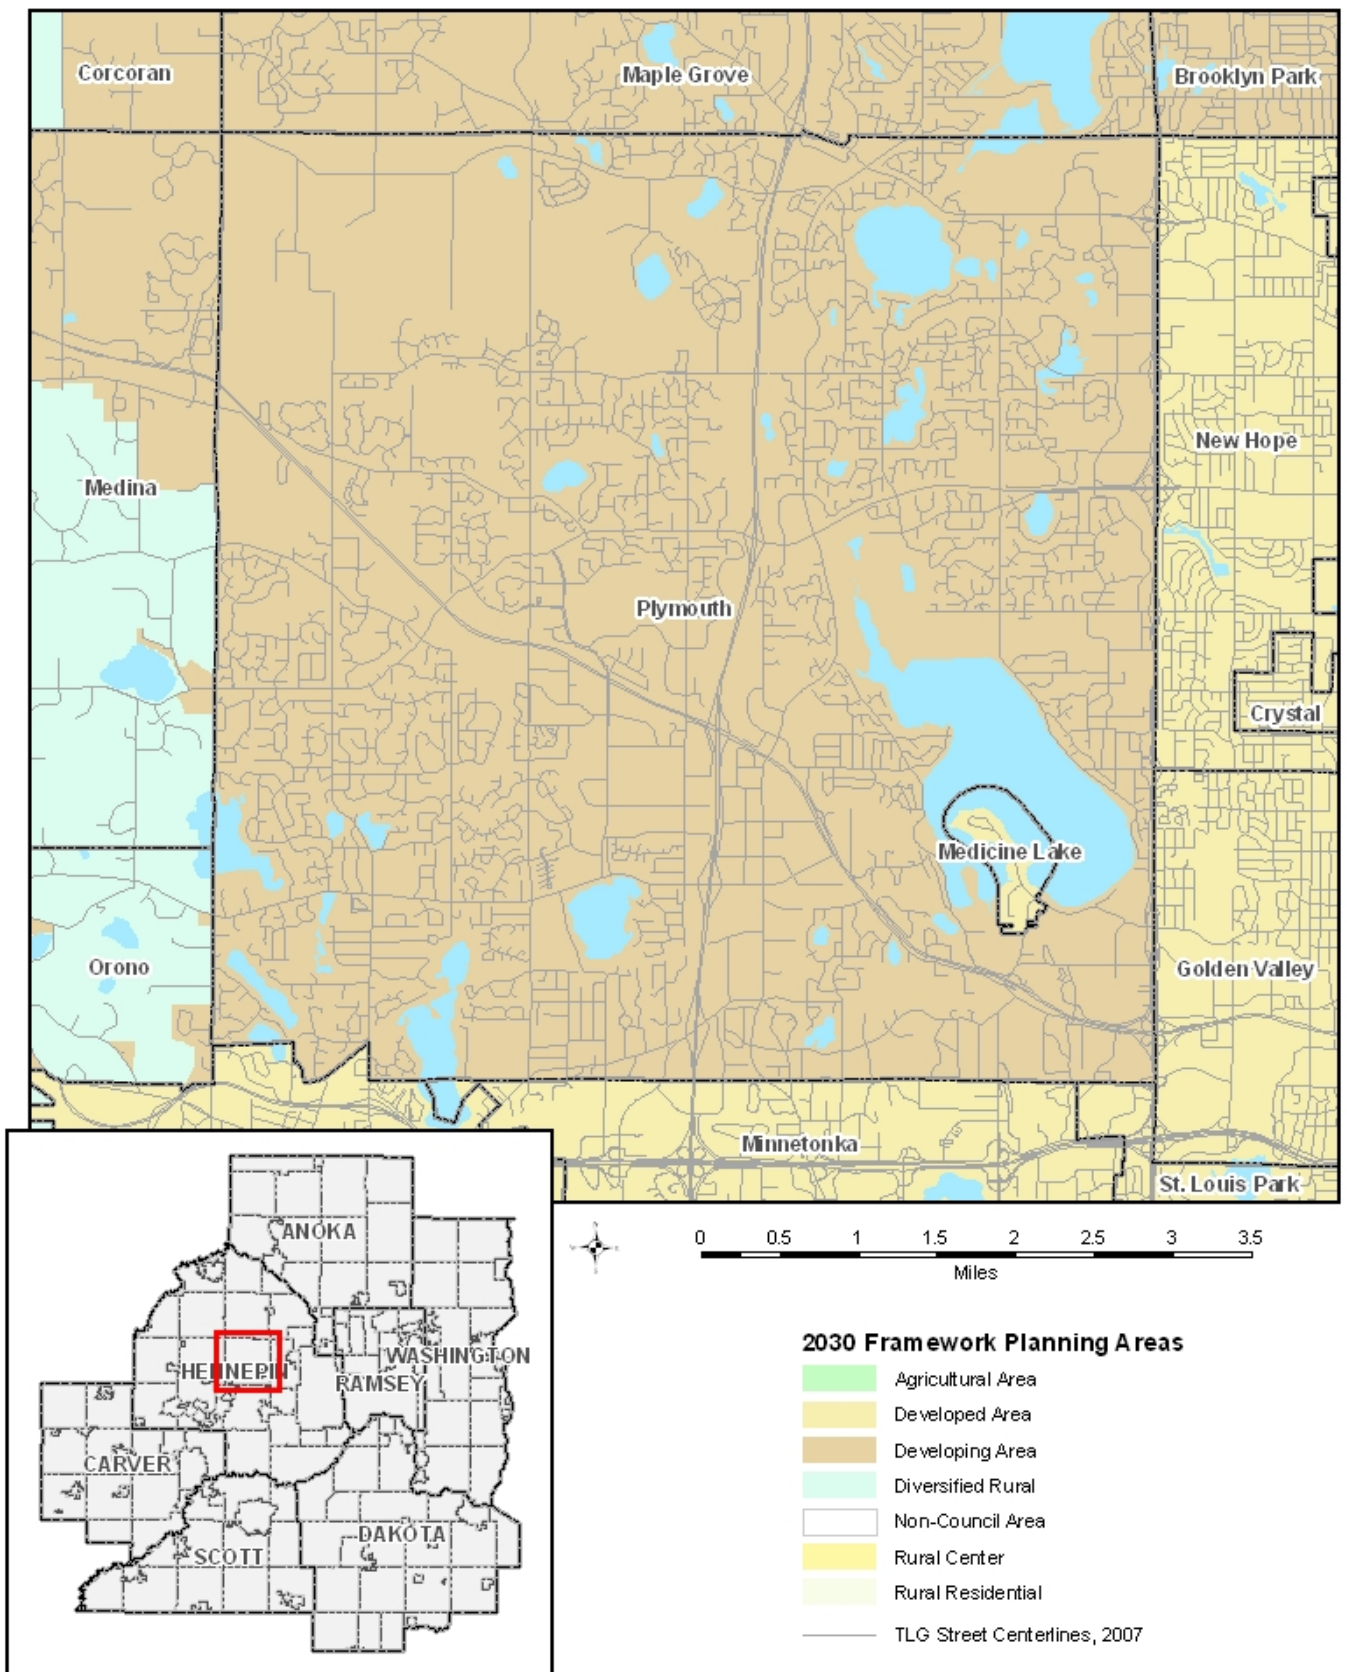 Corcoran
Maple Grove
Brooklyn Park
New Hope
Medina
Plymouth
Crystal
Medicine Lake
Orono
Golden Valley
Minnetonka
St. Louis Park
0 0.5 1 1.5 2 2.5 3 3.5
Miles
ANOKA
WASHINGTON
HENNEPIN
RAMSEY
CARVER
DAKOTA
SCOTT
2030 Framework Planning Areas
Agricultural Area
Developed Area
Developing Area
Diversified Rural
Non-Council Area
Rural Center
Rural Residential
TLG Street Centerlines, 2007